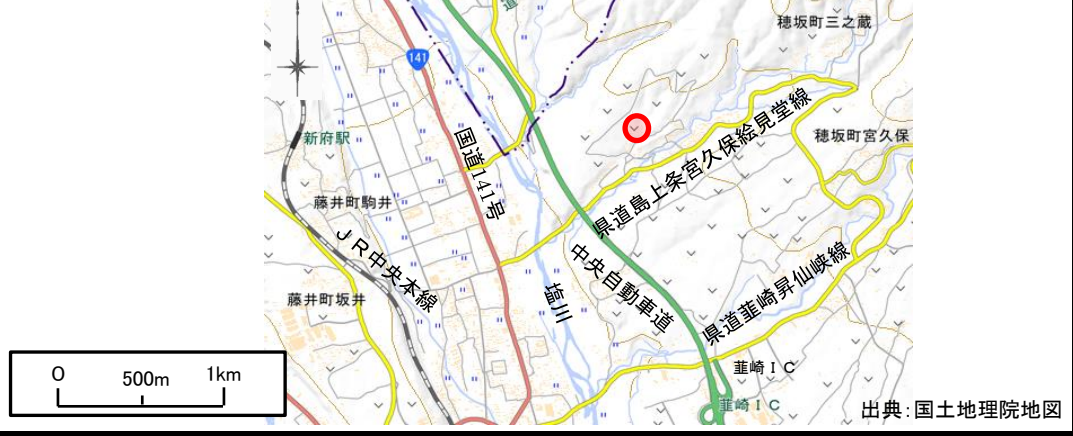 道
穂坂町三之蔵
141
新府駅
国道141号
県道島上条宮久保絵見堂線
穂坂町宮久保
藤井町駒井
JR中央本線
中央自動車道
県道韮崎昇仙峡線
藤井町坂井
塩川
韮崎IC
韮崎IC
0 500m 1km
出典:国土地理院地図